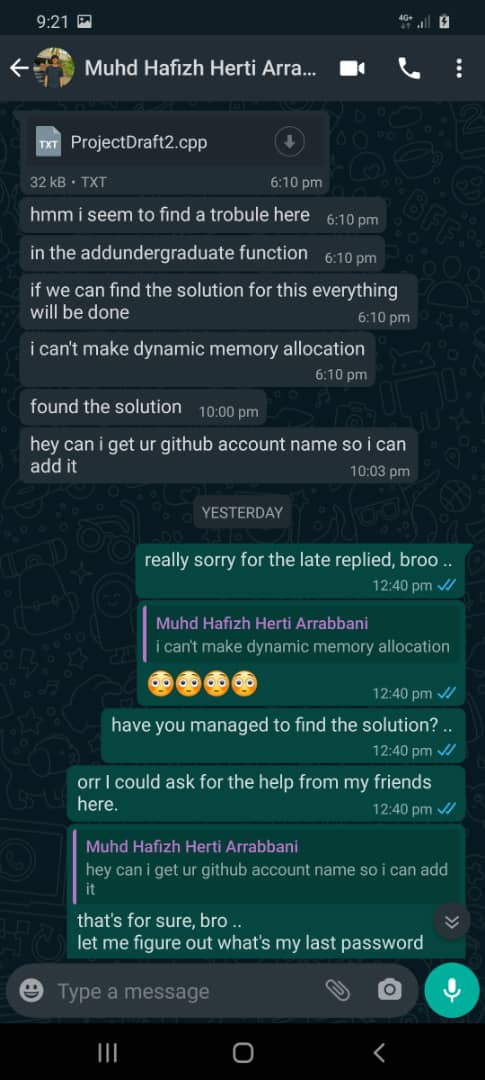 9:21
4G+
Muhd Hafizh Herti Arra...
TXT
ProjectDraft2.cpp
32 kB • TXT
6:10 pm
hmm i seem to find a trobule here 6:10 pm
in the addundergraduate function 6:10 pm
if we can find the solution for this everything
will be done 6:10 pm
i can't make dynamic memory allocation
6:10 pm
found the solution 10:00 pm
hey can i get ur github account name so i can
add it 10:03 pm
YESTERDAY
really sorry for the late replied, broo ..
12:40 pm
Muhd Hafizh Herti Arrabbani
i can't make dynamic memory allocation
12:40 pm
have you managed to find the solution? ..
12:40 pm
orr I could ask for the help from my friends
here. 12:40 pm
Muhd Hafizh Herti Arrabbani
hey can i get ur github account name so i can add
it
that's for sure, bro ..
let me figure out what's my last password
Type a message